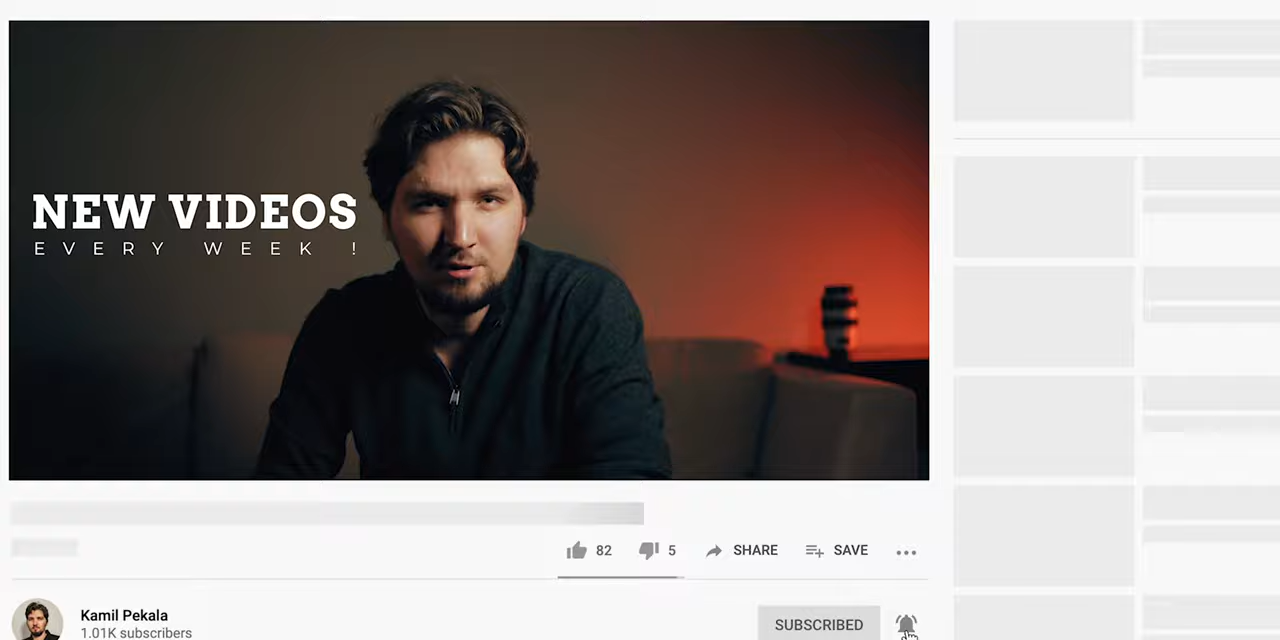 NEW VIDEOS
EVERY WEEK !
82
5
SHARE
SAVE
Kamil Pekala
1.01K subscribers
SUBSCRIBED